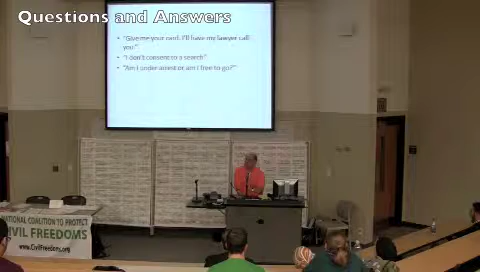 Questions and Answers
• "Give me your card. I'll have my lawyer call
you"
• "I don't consent to a search"
• "Am I under arrest or am I free to go?"
NATIONAL COALITION TO PROTECT
CIVIL FREEDOMS
www.CivilFreedoms.org